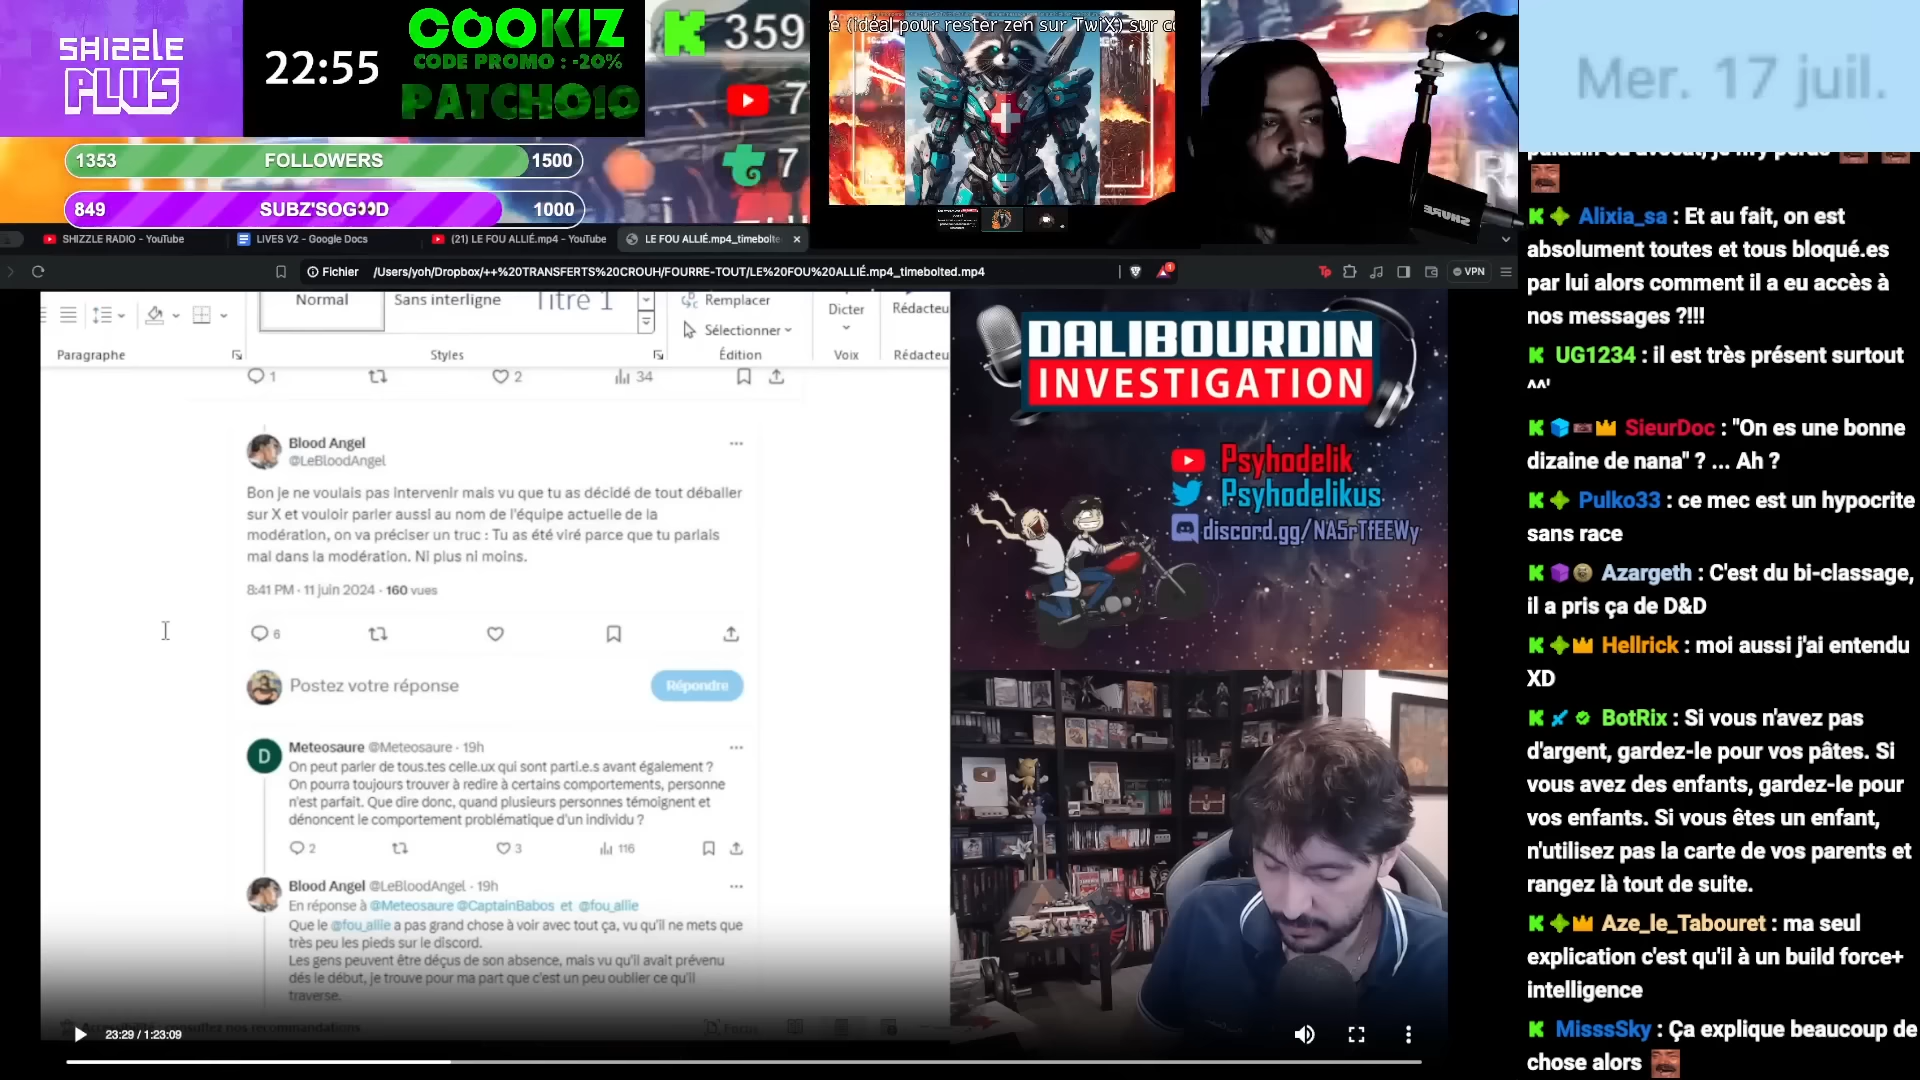 SHIZZLE
PLUS
22:55
COOKIZ
CODE PROMO : -20%
PATCHO10
359
7
7
1353 FOLLOWERS 1500
849 SUBZ'SOG👀D 1000
(idéal pour rester zen sur TwiX) sur
SHURE
Mer. 17 juil.
SHIZZLE RADIO - YouTube
LIVES V2 - Google Docs
(21) LE FOU ALLIÉ.mp4 - YouTube
LE FOU ALLIÉ.mp4_timebolte
Fichier /Users/yoh/Dropbox/++%20TRANSFERTS%20CROUH/FOURRE-TOUT/LE%20FOU%20ALLIÉ.mp4_timebolted.mp4
1
VPN
Normal
Sans interligne
Titre 1
Remplacer
Sélectionner
Dicter
Rédacteu
Paragraphe
Styles
Édition
Voix
Rédacteu
1 2 34
Blood Angel
@LeBloodAngel
Bon je ne voulais pas intervenir mais vu que tu as décidé de tout déballer
sur X et vouloir parler aussi au nom de l'équipe actuelle de la
modération, on va préciser un truc : Tu as été viré parce que tu parlais
mal dans la modération. Ni plus ni moins.
8:41 PM · 11 juin 2024 · 160 vues
6
Postez votre réponse
Répondre
D
Meteosaure @Meteosaure · 19h
On peut parler de tous.tes celle.ux qui sont parti.e.s avant également ?
On pourra toujours trouver à redire à certains comportements, personne
n'est parfait. Que dire donc, quand plusieurs personnes témoignent et
dénoncent le comportement problématique d'un individu ?
2 3 116
Blood Angel @LeBloodAngel · 19h
En réponse à @Meteosaure @CaptainBabos et @fou_allie
Que le @fou_allie a pas grand chose à voir avec tout ça, vu qu'il ne mets que
très peu les pieds sur le discord.
Les gens peuvent être déçus de son absence, mais vu qu'il avait prévenu
dés le début, je trouve pour ma part que c'est un peu oublier ce qu'il
traverse.
Accessibilité : consultez nos recommandations
Focus
23:29 / 1:23:09
DALIBOURDIN
INVESTIGATION
Psyhodelik
Psyhodelikus
discord.gg/NA5rTfEEWy
Alixia_sa : Et au fait, on est
absolument toutes et tous bloqué.es
par lui alors comment il a eu accès à
nos messages ?!!!
UG1234 : il est très présent surtout
^^'
SieurDoc : "On es une bonne
dizaine de nana" ? ... Ah ?
Pulko33 : ce mec est un hypocrite
sans race
Azargeth : C'est du bi-classage,
il a pris ça de D&D
Hellrick : moi aussi j'ai entendu
XD
BotRix : Si vous n'avez pas
d'argent, gardez-le pour vos pâtes. Si
vous avez des enfants, gardez-le pour
vos enfants. Si vous êtes un enfant,
n'utilisez pas la carte de vos parents et
rangez là tout de suite.
Aze_le_Tabouret : ma seul
explication c'est qu'il à un build force+
intelligence
MisssSky : Ça explique beaucoup de
chose alors